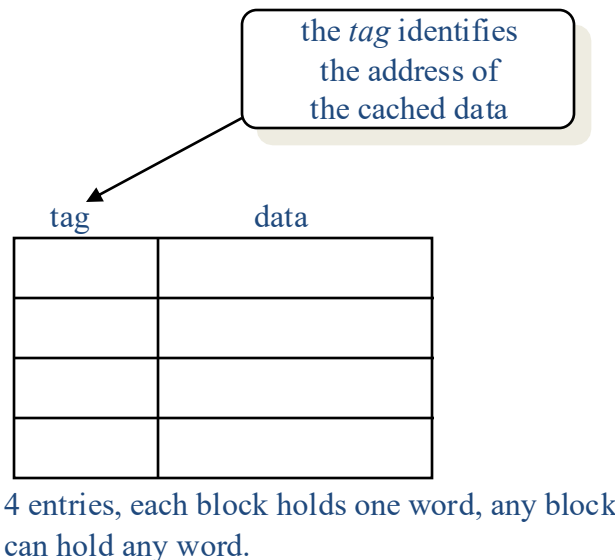 the tag identifies
the address of
the cached data
tag data
4 entries, each block holds one word, any block
can hold any word.